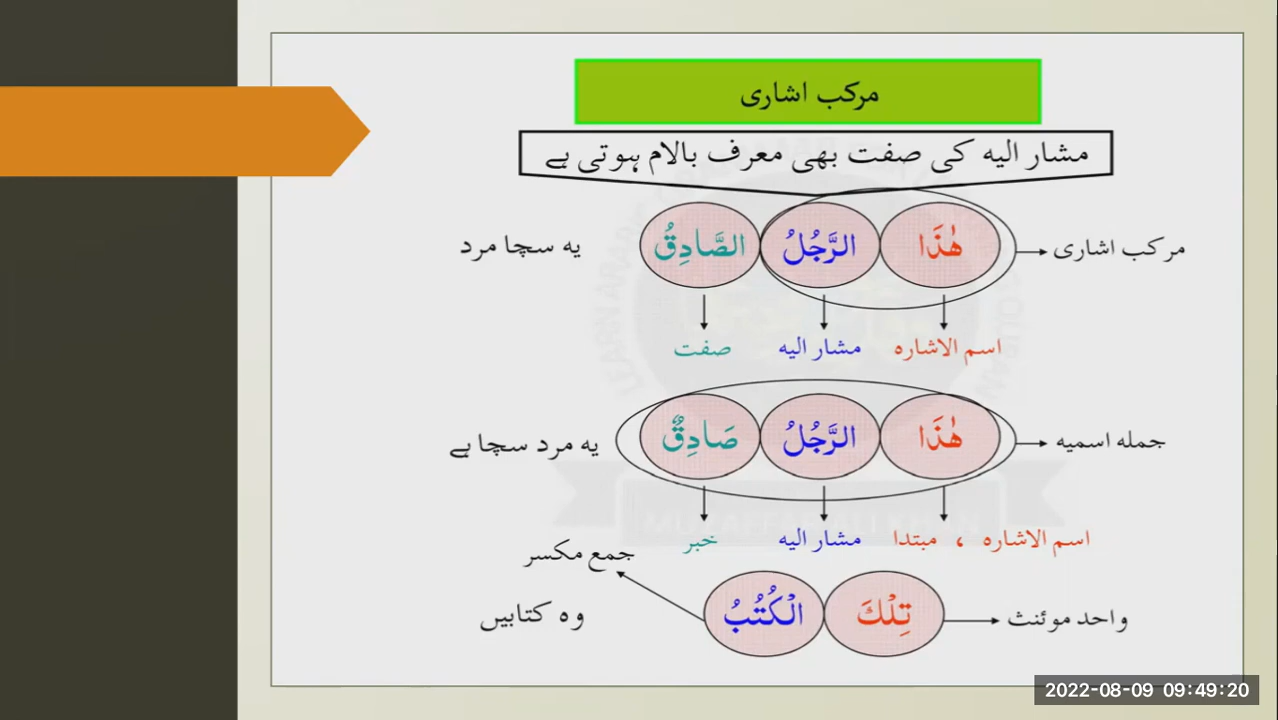 مرکب اشاری
مشار الیہ کی صفت بھی معرف بالام ہوتی ہے
مرکب اشاری هٰذَا الرَّجُلُ الصَّادِقُ یہ سچا مرد
اسم الاشارہ مشار الیہ صفت
جملہ اسمیہ هٰذَا الرَّجُلُ صَادِقٌ یہ مرد سچا ہے
اسم الاشارہ ، مبتدا مشار الیہ خبر
جمع مکسر
واحد موئنث تِلْكَ الْكُتُبُ وہ کتابیں
2022-08-09 09:49:20